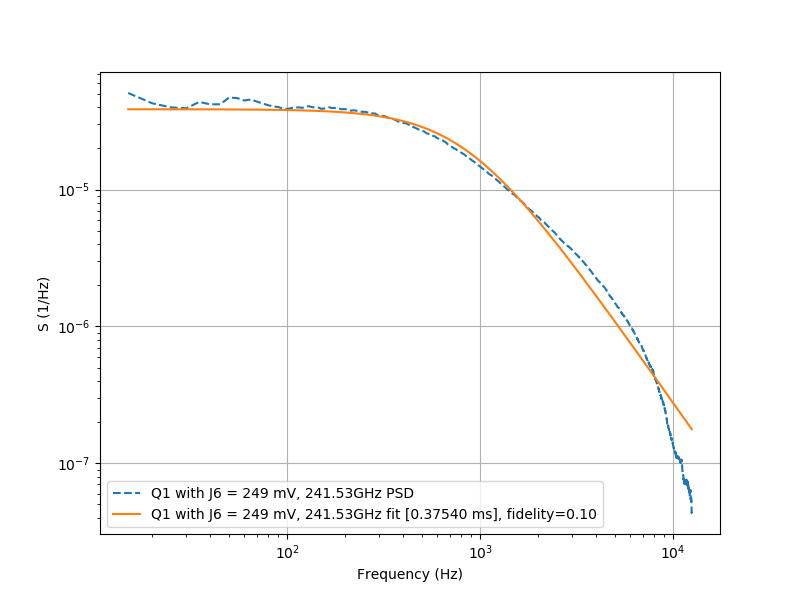 10⁻⁵
10⁻⁶
10⁻⁷
S (1/Hz)
Q1 with J6 = 249 mV, 241.53GHz PSD
Q1 with J6 = 249 mV, 241.53GHz fit [0.37540 ms], fidelity=0.10
10² 10³ 10⁴
Frequency (Hz)